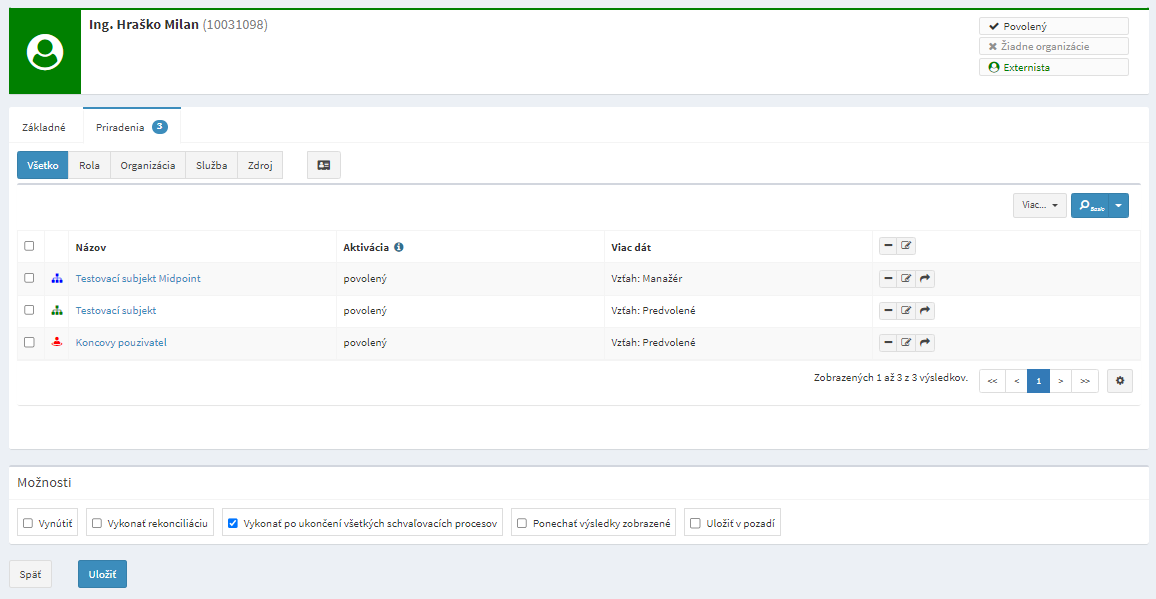 Ing. Hraško Milan (10031098)
Povolený
Žiadne organizácie
Externista
Základné
Priradenia 3
Všetko Rola Organizácia Služba Zdroj
Viac... Basic
Názov Aktivácia Viac dát
Testovací subjekt Midpoint povolený Vzťah: Manažér
Testovací subjekt povolený Vzťah: Predvolené
Koncovy pouzivatel povolený Vzťah: Predvolené
Zobrazených 1 až 3 z 3 výsledkov. << < 1 > >>
Možnosti
Vynútiť Vykonať rekonciliáciu Vykonať po ukončení všetkých schvaľovacích procesov Ponechať výsledky zobrazené Uložiť v pozadí
Späť Uložiť